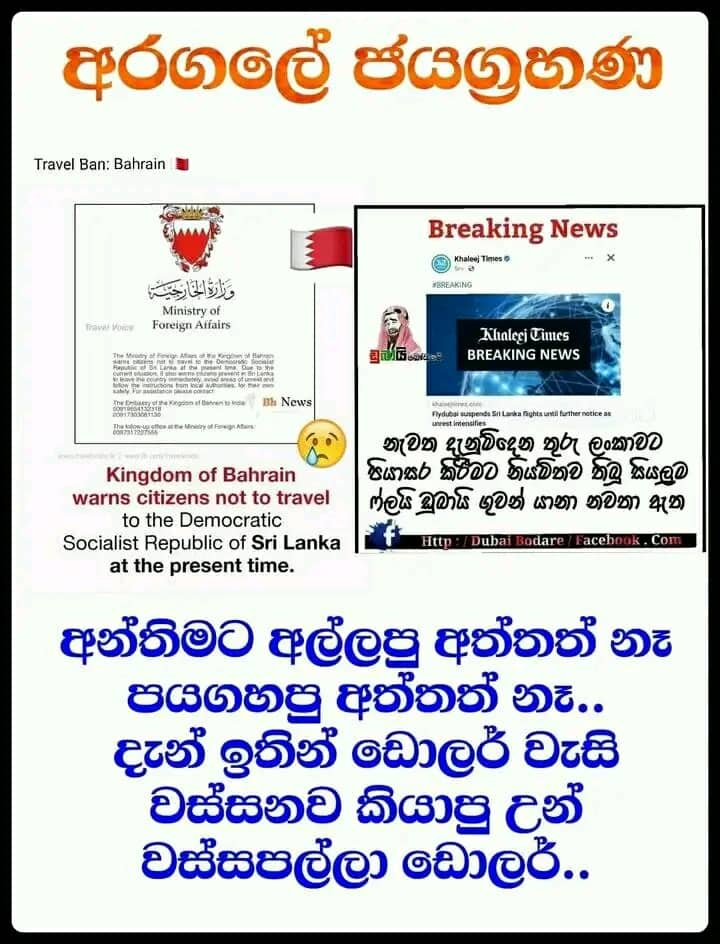 අරගලේ ජයග්‍රහණ
Travel Ban: Bahrain
وزارة الخارجية
Ministry of
Foreign Affairs
Travel Voice
The Ministry of Foreign Affairs of the Kingdom of Bahrain
warns citizens not to travel to the Democratic Socialist
Republic of Sri Lanka at the present time. Due to the
current situation, it also warns citizens present in Sri Lanka
to leave the country immediately, avoid areas of unrest and
follow the instructions from local authorities, for their own
safety. For assistance please contact:
The Embassy of the Kingdom of Bahrain to India:
00919654132318
00917303081130
The follow-up office at the Ministry of Foreign Affairs:
0097317227555
Bh News
Kingdom of Bahrain
warns citizens not to travel
to the Democratic
Socialist Republic of Sri Lanka
at the present time.
Breaking News
Khaleej Times
#BREAKING
Khaleej Times
BREAKING NEWS
khaleejtimes.com
Flydubai suspends Sri Lanka flights until further notice as
unrest intensifies
නැවත දැනුම්දෙන තුරු ලංකාවට
පියාසර කිරීමට නියමිතව තිබූ සියලුම
ෆ්ලයි ඩුබායි ගුවන් යානා නවතා ඇත
f Http : / Dubai Bodare / Facebook . Com
අන්තිමට අල්ලපු අත්තත් නෑ
පයගහපු අත්තත් නෑ..
දැන් ඉතින් ඩොලර් වැසි
වස්සනව කියාපු උන්
වස්සපල්ලා ඩොලර්..